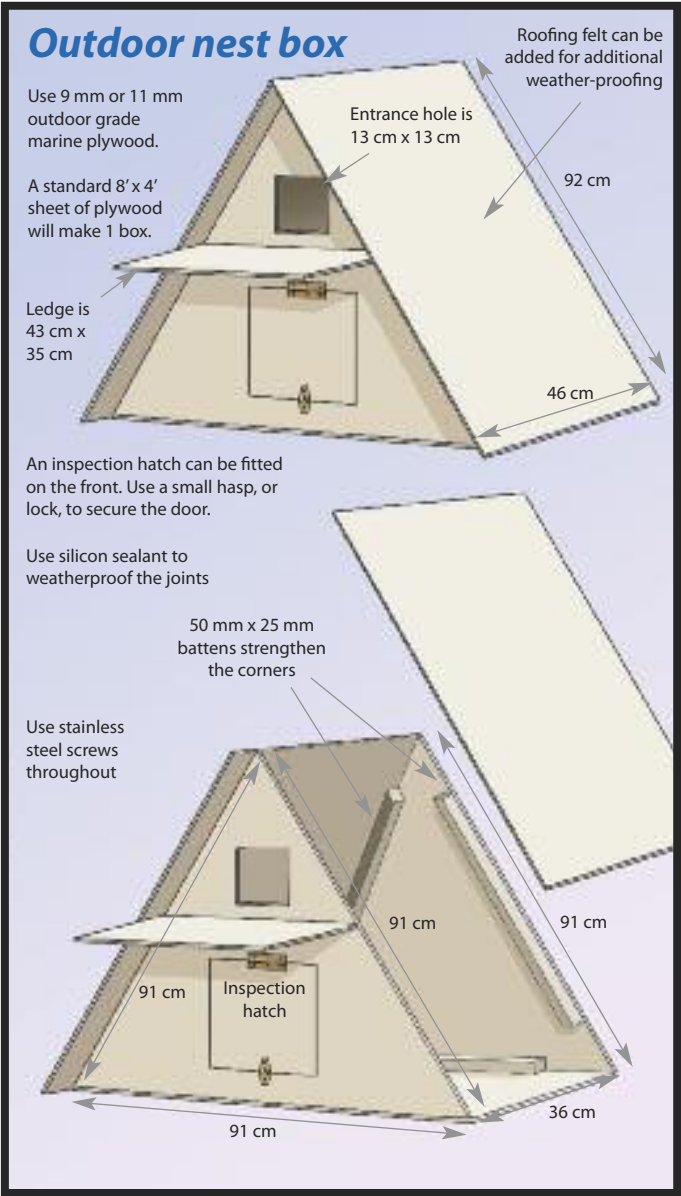 Outdoor nest box
Use 9 mm or 11 mm
outdoor grade
marine plywood.
A standard 8’ x 4’
sheet of plywood
will make 1 box.
Ledge is
43 cm x
35 cm
Entrance hole is
13 cm x 13 cm
Roofing felt can be
added for additional
weather-proofing
92 cm
46 cm
An inspection hatch can be fitted
on the front. Use a small hasp, or
lock, to secure the door.
Use silicon sealant to
weatherproof the joints
50 mm x 25 mm
battens strengthen
the corners
Use stainless
steel screws
throughout
91 cm
91 cm
91 cm
Inspection
hatch
36 cm
91 cm